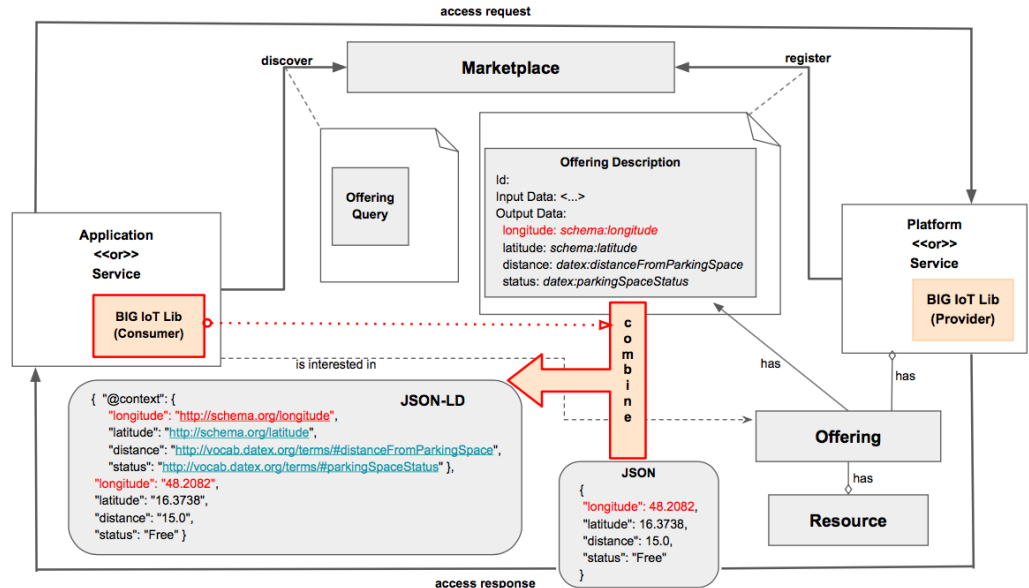 access request
discover
Marketplace
register
Offering
Query
Offering Description
Id:
Input Data: <...>
Output Data:
longitude: schema:longitude
latitude: schema:latitude
distance: datex:distanceFromParkingSpace
status: datex:parkingSpaceStatus
Application
<<or>>
Service
BIG IoT Lib
(Consumer)
Platform
<<or>>
Service
BIG IoT Lib
(Provider)
combine
is interested in
has
has
JSON-LD
{ "@context": {
"longitude": "http://schema.org/longitude",
"latitude": "http://schema.org/latitude",
"distance": "http://vocab.datex.org/terms/#distanceFromParkingSpace",
"status": "http://vocab.datex.org/terms/#parkingSpaceStatus" },
"longitude": "48.2082",
"latitude": "16.3738",
"distance": "15.0",
"status": "Free" }
JSON
{
"longitude": 48.2082,
"latitude": 16.3738,
"distance": 15.0,
"status": "Free"
}
Offering
has
Resource
access response